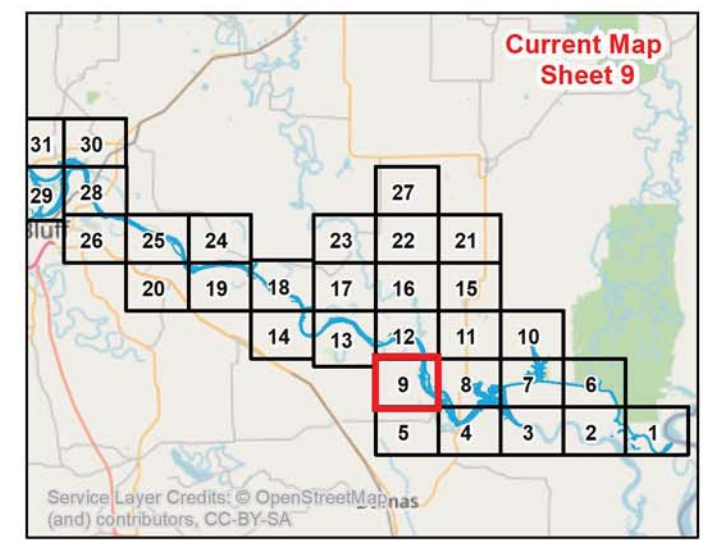 Current Map
Sheet 9
31 30
27
29 28
Bluff 26 25 24 23 22 21
20 19 18 17 16 15
14 13 12 11 10
9 8 7 6
5 4 3 2 1
Service Layer Credits: © OpenStreetMap
(and) contributors, CC-BY-SA